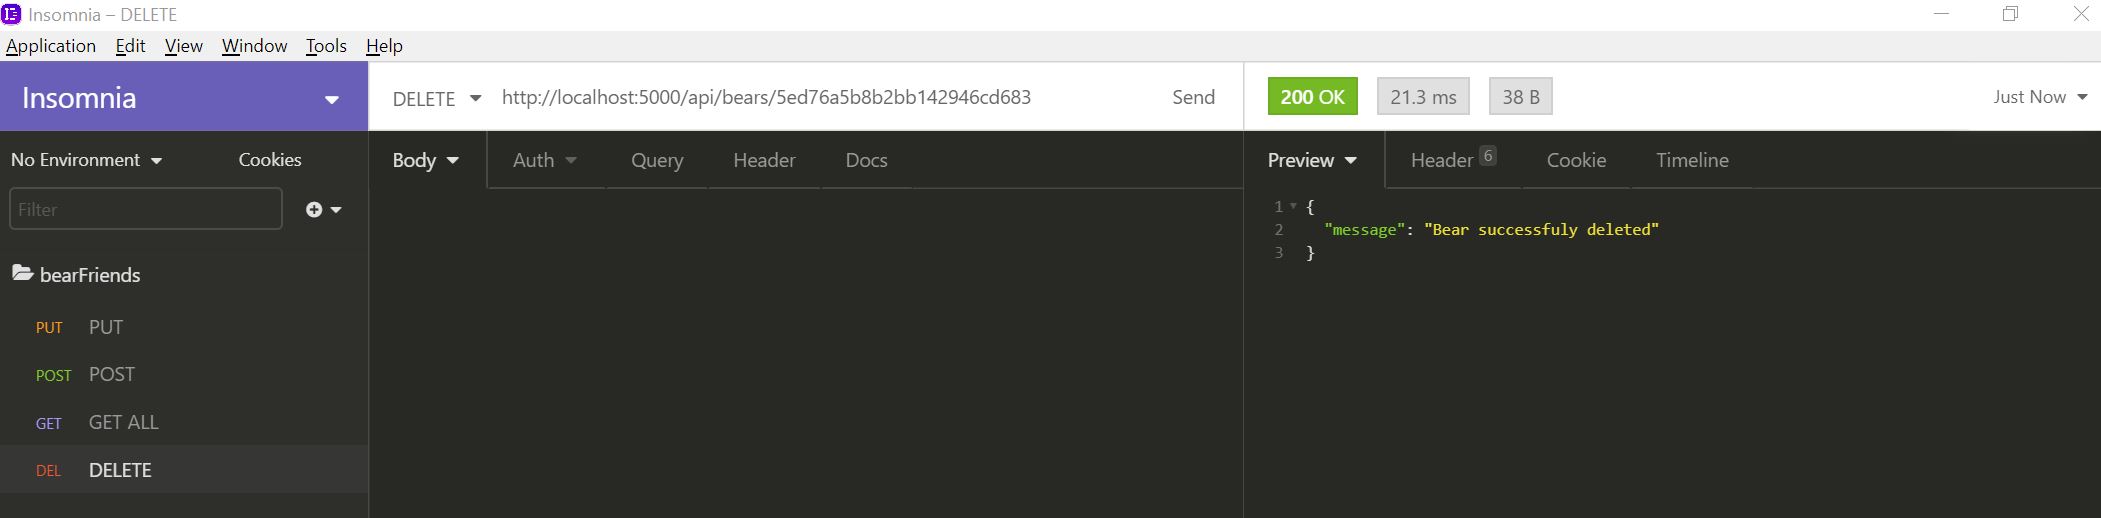 Insomnia – DELETE
Application Edit View Window Tools Help
Insomnia
DELETE http://localhost:5000/api/bears/5ed76a5b8b2bb142946cd683 Send
200 OK 21.3 ms 38 B Just Now
No Environment Cookies
Body Auth Query Header Docs
Preview Header 6 Cookie Timeline
Filter
1 {
2 "message": "Bear successfuly deleted"
3 }
bearFriends
PUT PUT
POST POST
GET GET ALL
DEL DELETE